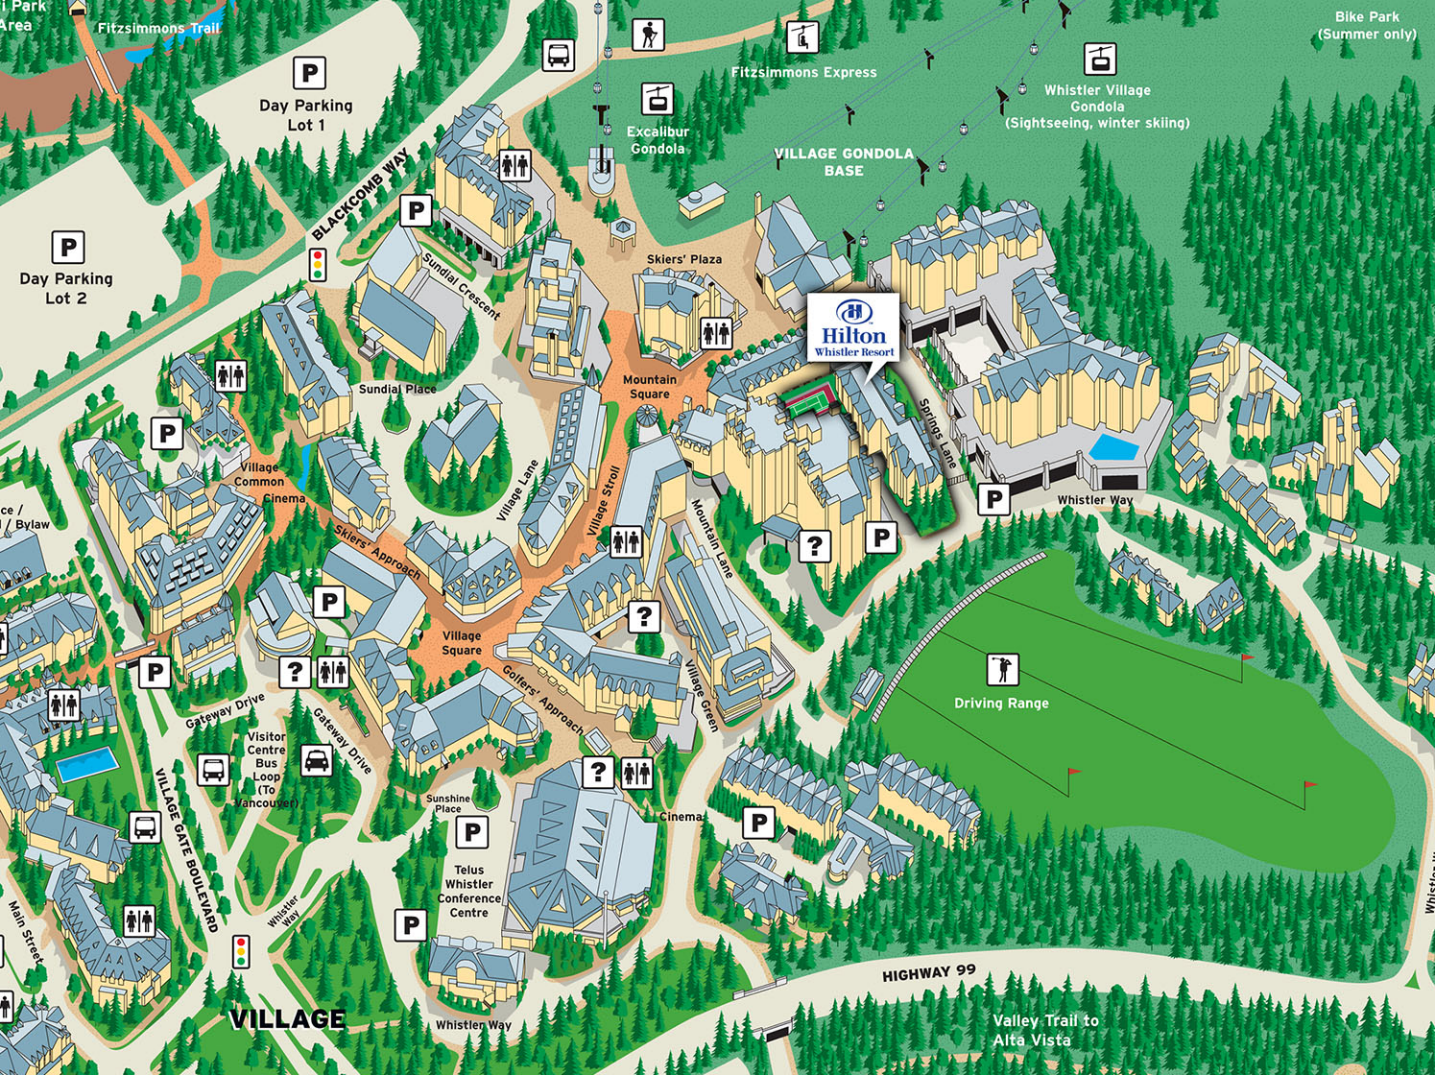 i Park
Area
Fitzsimmons Trail
P
Day Parking
Lot 1
Fitzsimmons Express
Bike Park
(Summer only)
Whistler Village
Gondola
(Sightseeing, winter skiing)
Excalibur
Gondola
VILLAGE GONDOLA
BASE
BLACKCOMB WAY
P
P
Day Parking
Lot 2
Sundial Crescent
Skiers' Plaza
H
Hilton
Whistler Resort
Sundial Place
Mountain
Square
P
Village
Common
Cinema
Village Lane
Village Stroll
Springs Lane
P
Whistler Way
ce /
l / Bylaw
Skiers' Approach
Mountain Lane
?
P
P
?
Village
Square
P
?
Golfers' Approach
Village Green
Driving Range
Gateway Drive
Gateway Drive
Visitor
Centre
Bus
Loop
(To
Vancouver)
VILLAGE GATE BOULEVARD
?
Sunshine
Place
P
Cinema
P
Telus
Whistler
Conference
Centre
Whistler
Way
P
Main Street
HIGHWAY 99
VILLAGE
Whistler Way
Valley Trail to
Alta Vista
Whistler